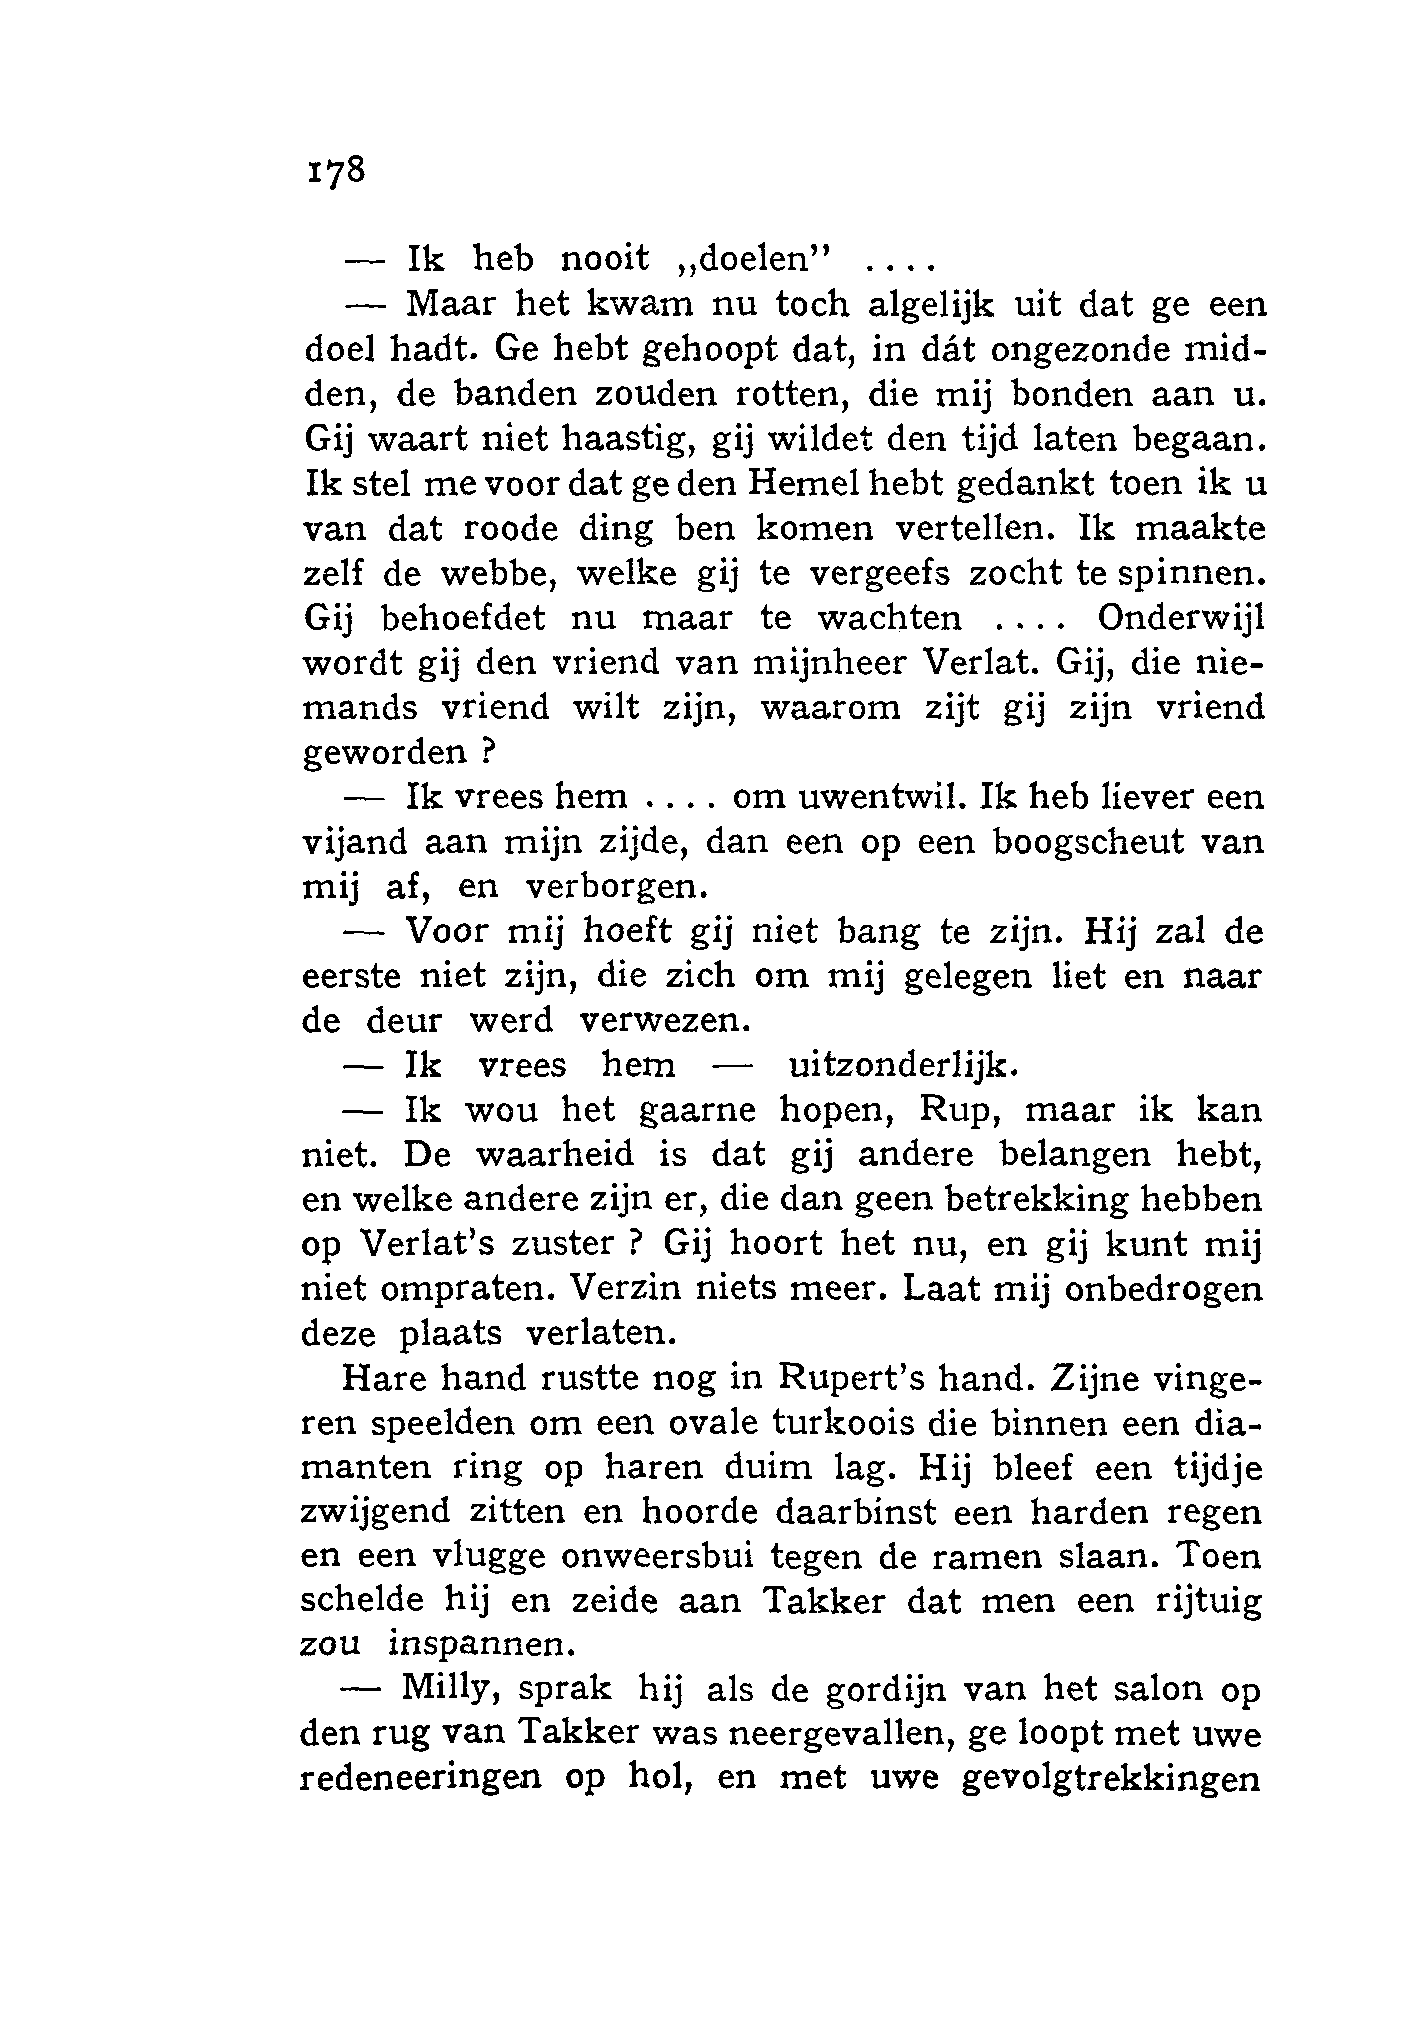 178
— Ik heb nooit „doelen” ....
— Maar het kwam nu toch algelijk uit dat ge een
doel hadt. Ge hebt gehoopt dat, in dát ongezonde mid-
den, de banden zouden rotten, die mij bonden aan u.
Gij waart niet haastig, gij wildet den tijd laten begaan.
Ik stel me voor dat ge den Hemel hebt gedankt toen ik u
van dat roode ding ben komen vertellen. Ik maakte
zelf de webbe, welke gij te vergeefs zocht te spinnen.
Gij behoefdet nu maar te wachten .... Onderwijl
wordt gij den vriend van mijnheer Verlat. Gij, die nie-
mands vriend wilt zijn, waarom zijt gij zijn vriend
geworden ?
— Ik vrees hem .... om uwentwil. Ik heb liever een
vijand aan mijn zijde, dan een op een boogscheut van
mij af, en verborgen.
— Voor mij hoeft gij niet bang te zijn. Hij zal de
eerste niet zijn, die zich om mij gelegen liet en naar
de deur werd verwezen.
— Ik vrees hem — uitzonderlijk.
— Ik wou het gaarne hopen, Rup, maar ik kan
niet. De waarheid is dat gij andere belangen hebt,
en welke andere zijn er, die dan geen betrekking hebben
op Verlat's zuster ? Gij hoort het nu, en gij kunt mij
niet ompraten. Verzin niets meer. Laat mij onbedrogen
deze plaats verlaten.
Hare hand rustte nog in Rupert's hand. Zijne vinge-
ren speelden om een ovale turkoois die binnen een dia-
manten ring op haren duim lag. Hij bleef een tijdje
zwijgend zitten en hoorde daarbinst een harden regen
en een vlugge onweersbui tegen de ramen slaan. Toen
schelde hij en zeide aan Takker dat men een rijtuig
zou inspannen.
— Milly, sprak hij als de gordijn van het salon op
den rug van Takker was neergevallen, ge loopt met uwe
redeneeringen op hol, en met uwe gevolgtrekkingen